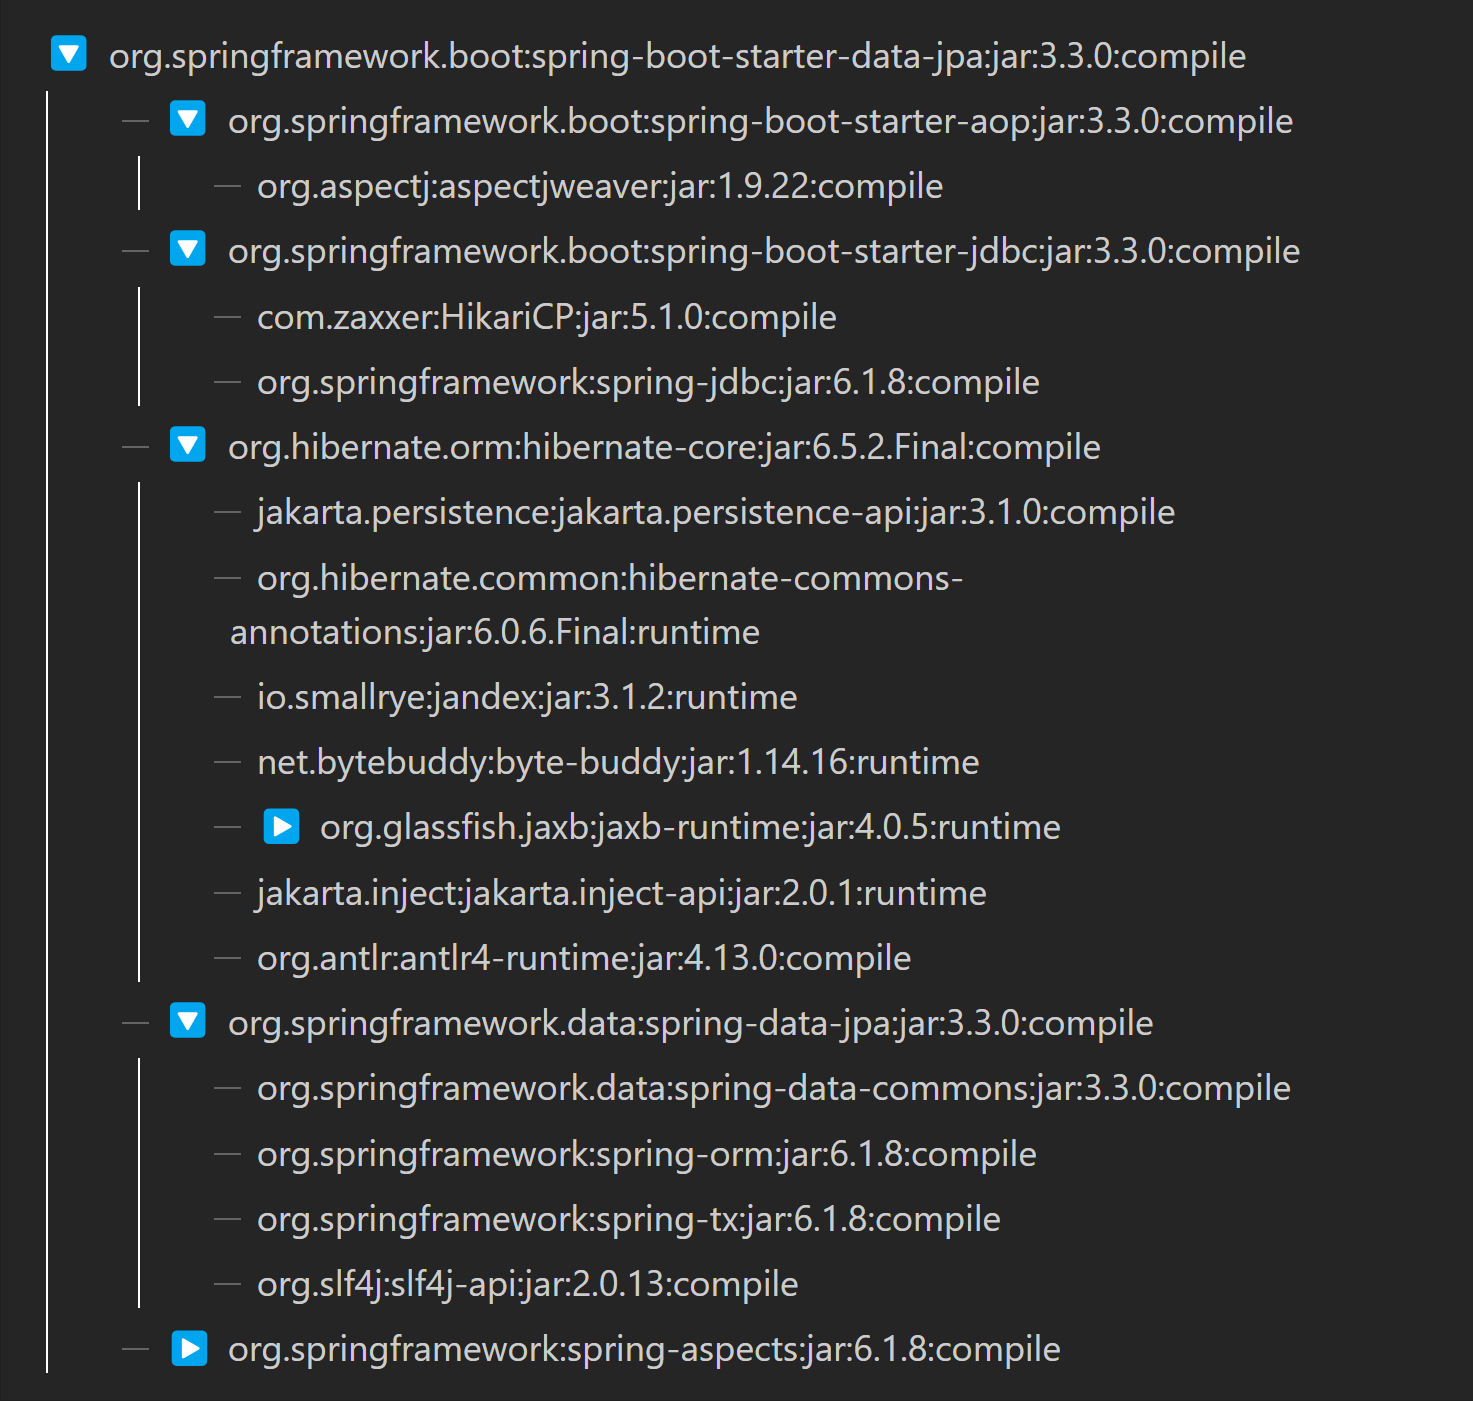 org.springframework.boot:spring-boot-starter-data-jpa:jar:3.3.0:compile
org.springframework.boot:spring-boot-starter-aop:jar:3.3.0:compile
org.aspectj:aspectjweaver:jar:1.9.22:compile
org.springframework.boot:spring-boot-starter-jdbc:jar:3.3.0:compile
com.zaxxer:HikariCP:jar:5.1.0:compile
org.springframework:spring-jdbc:jar:6.1.8:compile
org.hibernate.orm:hibernate-core:jar:6.5.2.Final:compile
jakarta.persistence:jakarta.persistence-api:jar:3.1.0:compile
org.hibernate.common:hibernate-commons-
annotations:jar:6.0.6.Final:runtime
io.smallrye:jandex:jar:3.1.2:runtime
net.bytebuddy:byte-buddy:jar:1.14.16:runtime
org.glassfish.jaxb:jaxb-runtime:jar:4.0.5:runtime
jakarta.inject:jakarta.inject-api:jar:2.0.1:runtime
org.antlr:antlr4-runtime:jar:4.13.0:compile
org.springframework.data:spring-data-jpa:jar:3.3.0:compile
org.springframework.data:spring-data-commons:jar:3.3.0:compile
org.springframework:spring-orm:jar:6.1.8:compile
org.springframework:spring-tx:jar:6.1.8:compile
org.slf4j:slf4j-api:jar:2.0.13:compile
org.springframework:spring-aspects:jar:6.1.8:compile